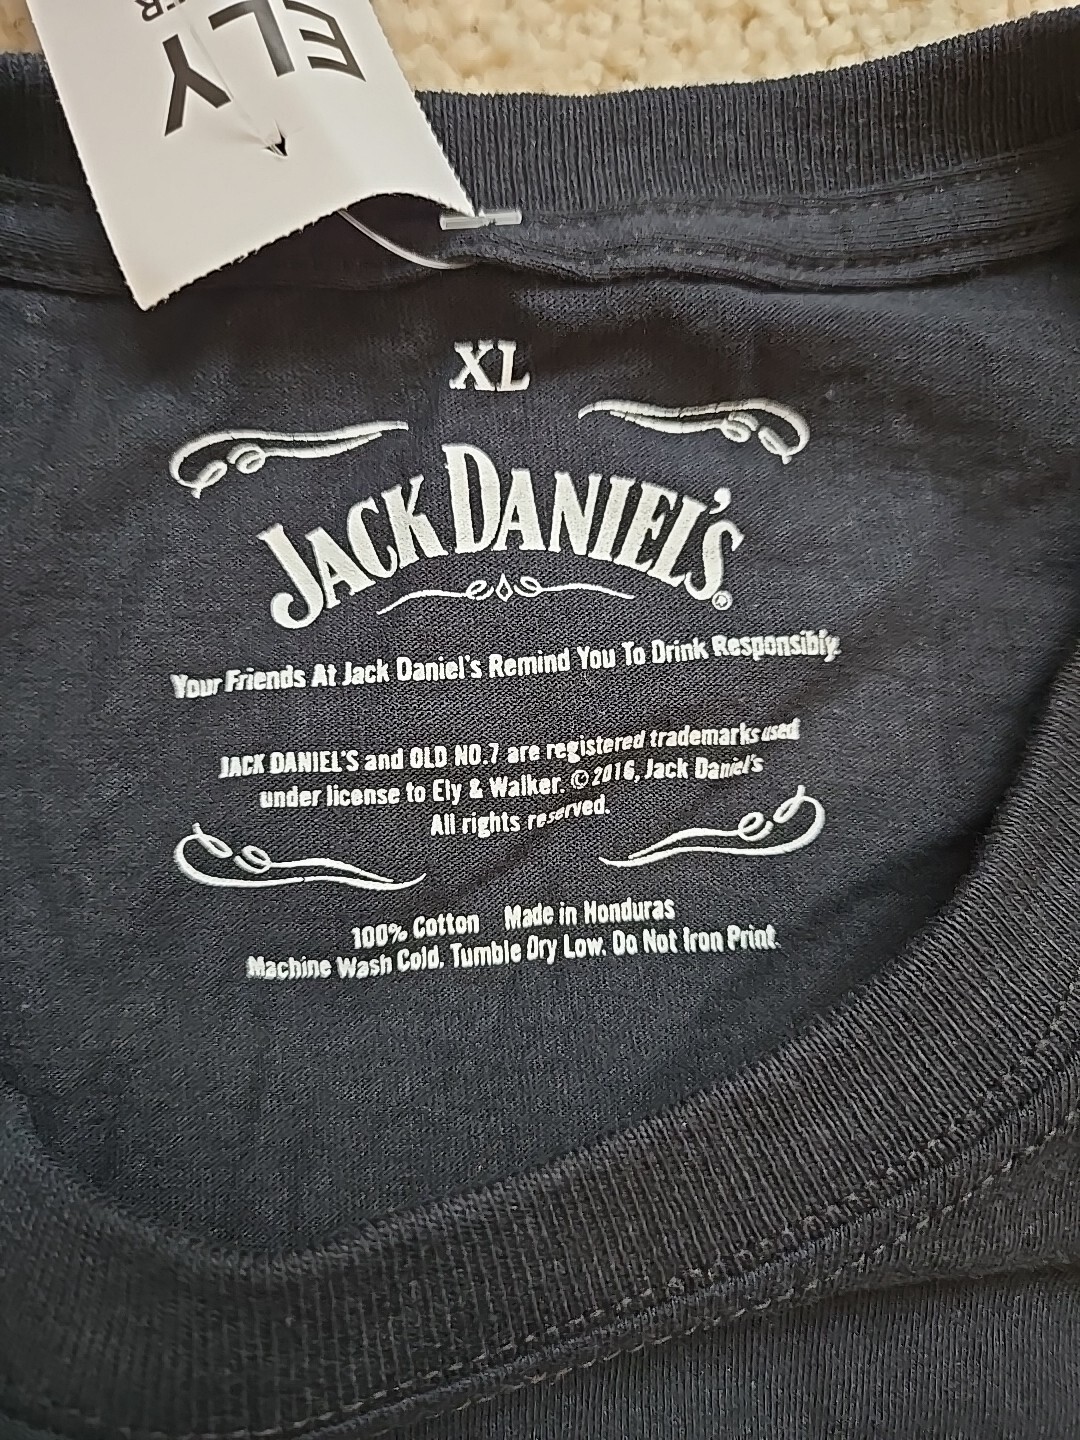 ELY
XL
JACK DANIEL'S®
Your Friends At Jack Daniel's Remind You To Drink Responsibly.
JACK DANIEL'S and OLD NO.7 are registered trademarks used
under license to Ely & Walker. © 2016, Jack Daniel's
All rights reserved.
100% Cotton Made in Honduras
Machine Wash Cold. Tumble Dry Low. Do Not Iron Print.